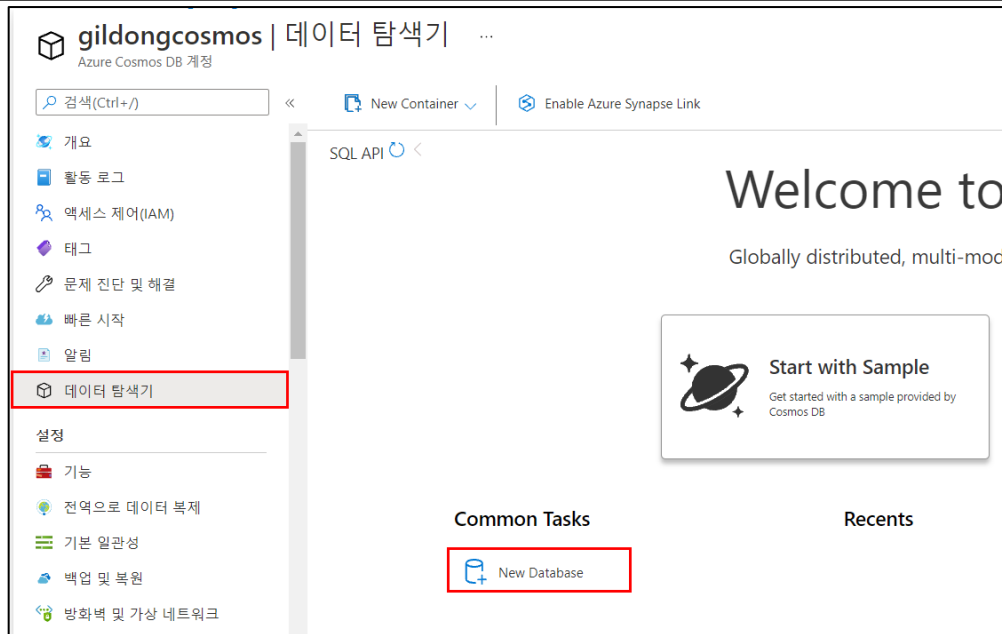 gildongcosmos | 데이터 탐색기 ...
Azure Cosmos DB 계정
검색(Ctrl+/)
«
New Container
Enable Azure Synapse Link
개요
활동 로그
액세스 제어(IAM)
태그
문제 진단 및 해결
빠른 시작
알림
데이터 탐색기
설정
기능
전역으로 데이터 복제
기본 일관성
백업 및 복원
방화벽 및 가상 네트워크
SQL API
Welcome to
Globally distributed, multi-mod
Start with Sample
Get started with a sample provided by
Cosmos DB
Common Tasks
New Database
Recents